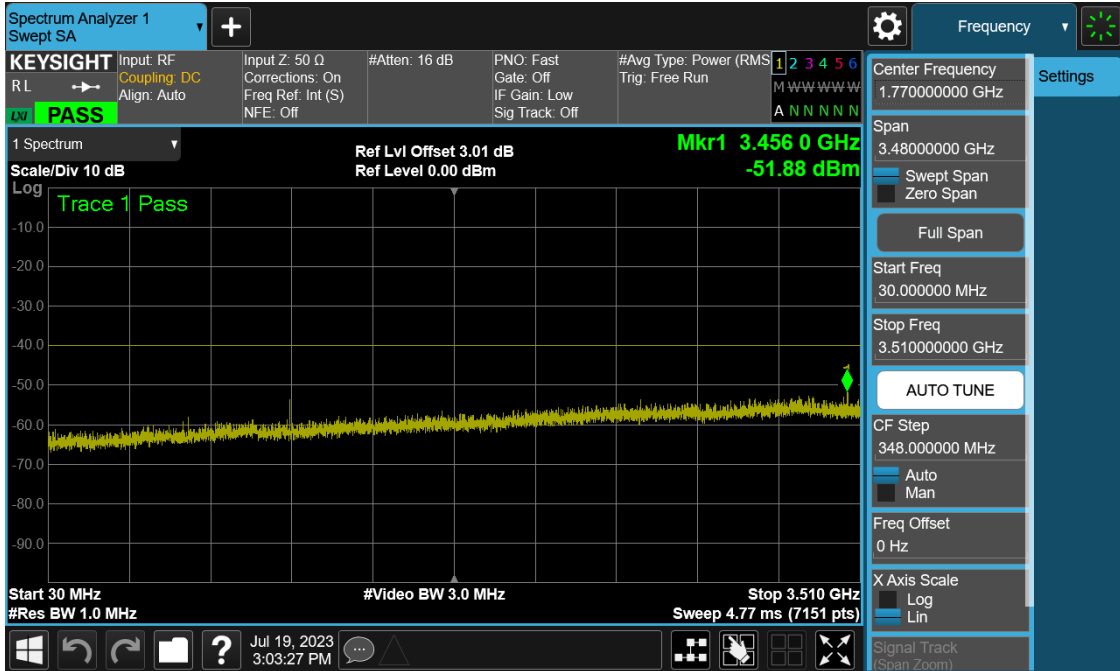 Spectrum Analyzer 1
Swept SA
+
Frequency
KEYSIGHT
R L
LXI PASS
Input: RF
Coupling: DC
Align: Auto
Input Z: 50 Ω
Corrections: On
Freq Ref: Int (S)
NFE: Off
#Atten: 16 dB
PNO: Fast
Gate: Off
IF Gain: Low
Sig Track: Off
#Avg Type: Power (RMS
Trig: Free Run
1 2 3 4 5 6
M W W W W W
A N N N N N
1 Spectrum
Scale/Div 10 dB
Ref Lvl Offset 3.01 dB
Ref Level 0.00 dBm
Mkr1 3.456 0 GHz
-51.88 dBm
Log
Trace 1 Pass
-10.0
-20.0
-30.0
-40.0
-50.0
-60.0
-70.0
-80.0
-90.0
1
Start 30 MHz
#Video BW 3.0 MHz
Stop 3.510 GHz
#Res BW 1.0 MHz
Sweep 4.77 ms (7151 pts)
?
Jul 19, 2023
3:03:27 PM
Center Frequency
1.770000000 GHz
Settings
Span
3.48000000 GHz
Swept Span
Zero Span
Full Span
Start Freq
30.000000 MHz
Stop Freq
3.510000000 GHz
AUTO TUNE
CF Step
348.000000 MHz
Auto
Man
Freq Offset
0 Hz
X Axis Scale
Log
Lin
Signal Track
(Span Zoom)